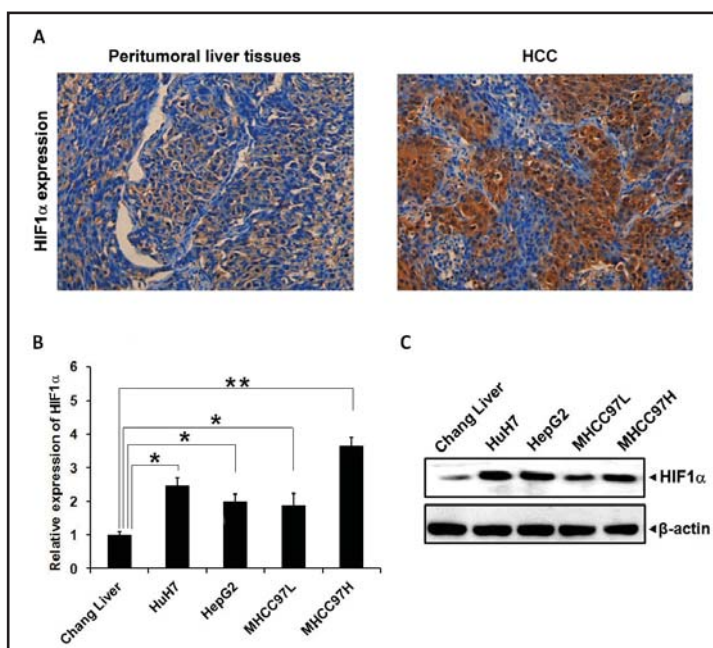 A
Peritumoral liver tissues
HCC
HIF1α expression
B
Relative expression of HIF1α
6
5
4
3
2
1
0
**
*
*
*
Chang Liver
HuH7
HepG2
MHCC97L
MHCC97H
C
Chang Liver
HuH7
HepG2
MHCC97L
MHCC97H
◄HIF1α
◄β-actin